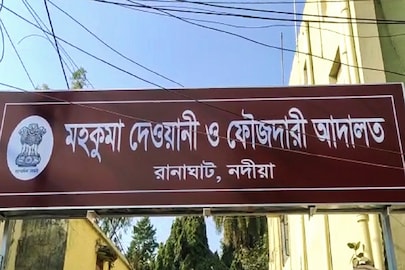 মহকুমা দেওয়ানী ও ফৌজদারী আদালত
রানাঘাট, নদীয়া